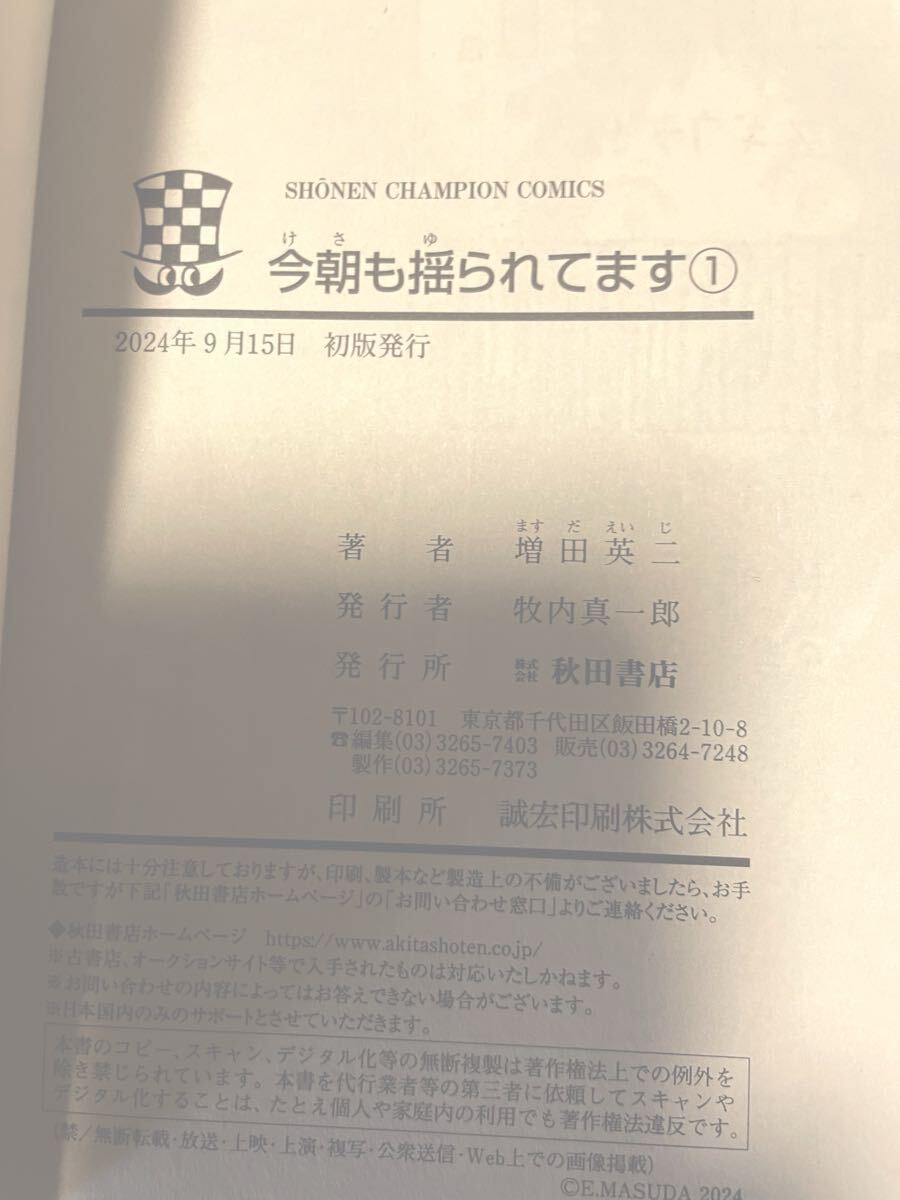 SHŌNEN CHAMPION COMICS
けさ ゆ
今朝も揺られてます①
2024年9月15日 初版発行
ますだえいじ
著者 増田英二
発行者 牧内真一郎
発行所 株式会社 秋田書店
〒102-8101 東京都千代田区飯田橋2-10-8
☎編集(03)3265-7403 販売(03)3264-7248
製作(03)3265-7373
印刷所 誠宏印刷株式会社
造本には十分注意しておりますが、印刷、製本など製造上の不備がございましたら、お手
数ですが下記「秋田書店ホームページ」の「お問い合わせ窓口」よりご連絡ください。
◆秋田書店ホームページ https://www.akitashoten.co.jp/
※古書店、オークションサイト等で入手されたものは対応いたしかねます。
※お問い合わせの内容によってはお答えできない場合がございます。
※日本国内のみのサポートとさせていただきます。
本書のコピー、スキャン、デジタル化等の無断複製は著作権法上での例外を
除き禁じられています。本書を代行業者等の第三者に依頼してスキャンや
デジタル化することは、たとえ個人や家庭内の利用でも著作権法違反です。
(禁/無断転載・放送・上映・上演・複写・公衆送信・Web上での画像掲載)
©E.MASUDA 2024